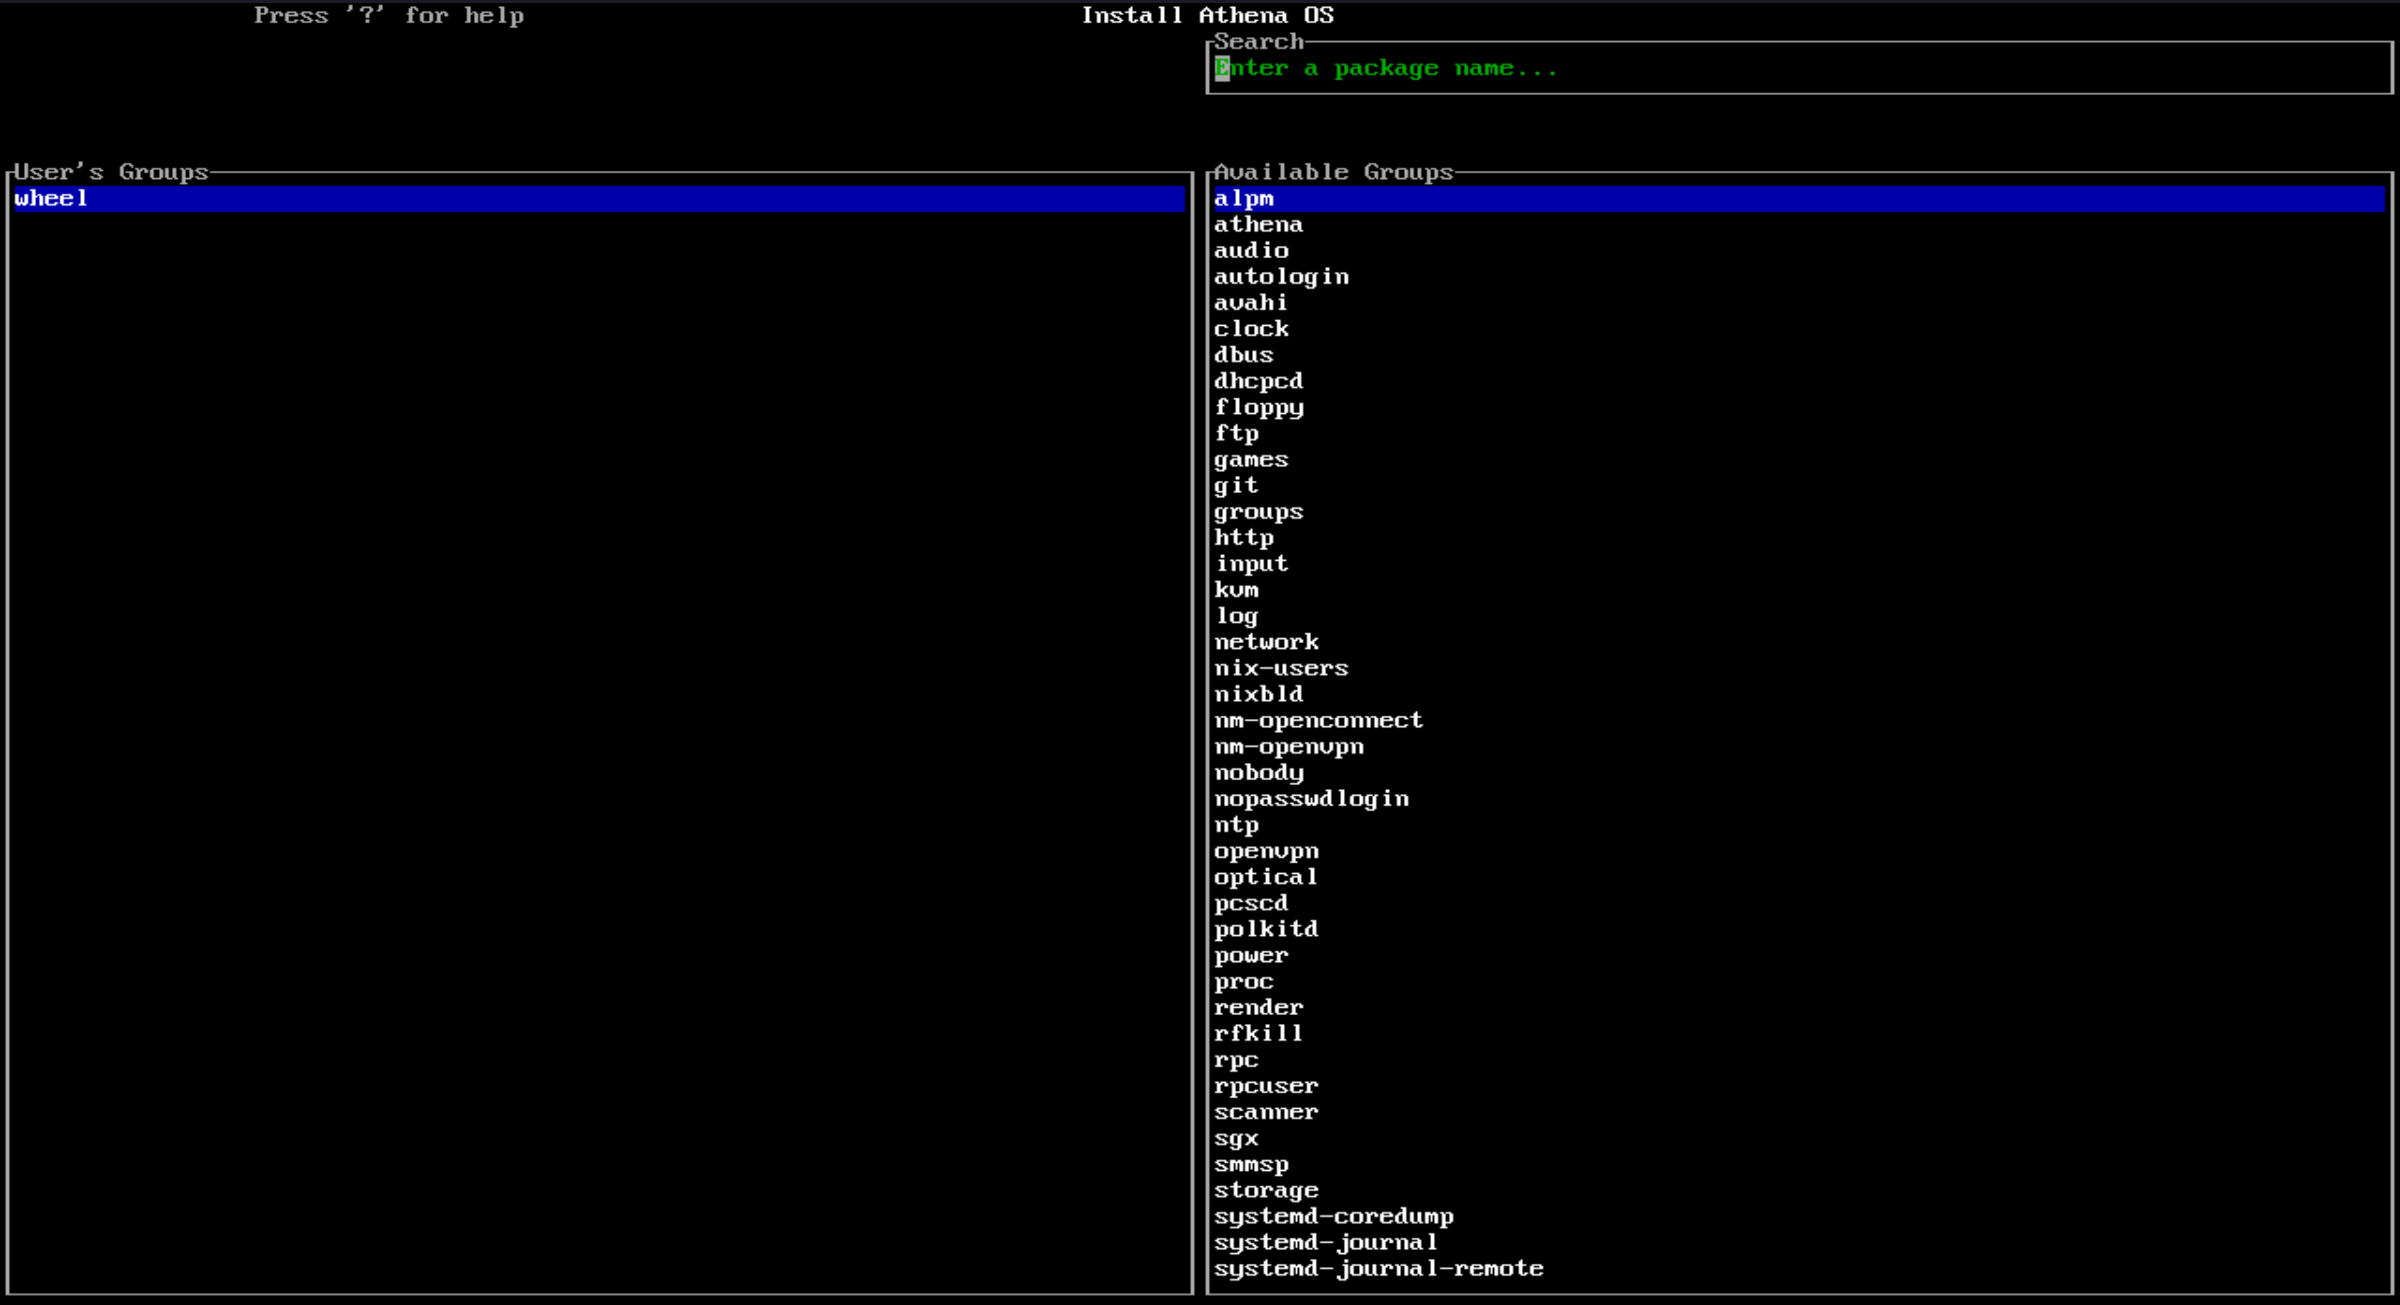 Press '?' for help
Install Athena OS
Search
Enter a package name...
User's Groups
wheel
Available Groups
alpm
athena
audio
autologin
avahi
clock
dbus
dhcpcd
floppy
ftp
games
git
groups
http
input
kvm
log
network
nix-users
nixbld
nm-openconnect
nm-openvpn
nobody
nopasswdlogin
ntp
openvpn
optical
pcscd
polkitd
power
proc
render
rfkill
rpc
rpcuser
scanner
sgx
smmsp
storage
systemd-coredump
systemd-journal
systemd-journal-remote